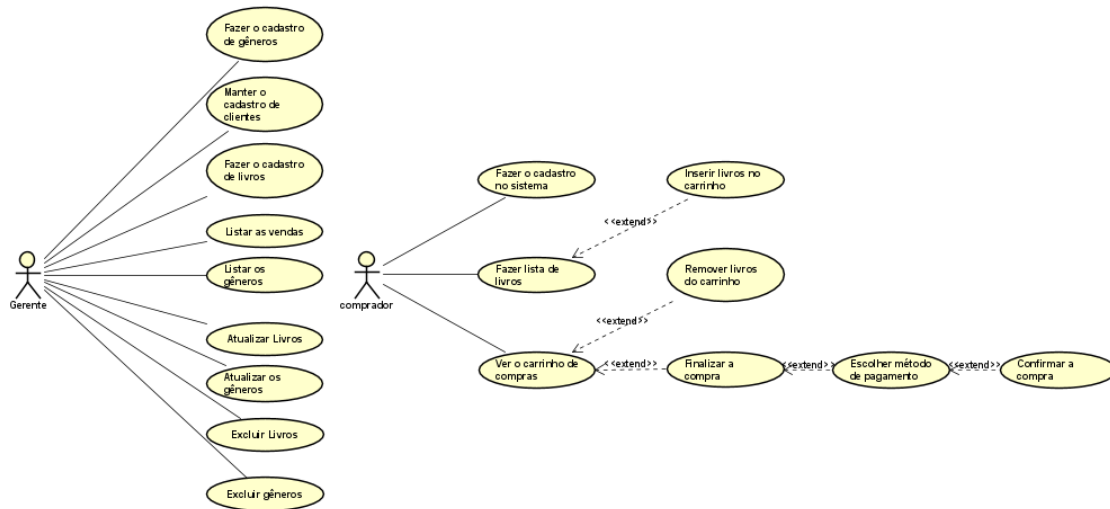 Fazer o cadastro
de gêneros
Manter o
cadastro de
clientes
Fazer o cadastro
de livros
Listar as vendas
Listar os
gêneros
Gerente
Atualizar Livros
Atualizar os
gêneros
Excluir Livros
Excluir gêneros
Fazer o cadastro
no sistema
Inserir livros no
carrinho
<<extend>>
Fazer lista de
livros
comprador
Remover livros
do carrinho
<<extend>>
Ver o carrinho de
compras
<<extend>>
Finalizar a
compra
<<extend>>
Escolher método
de pagamento
<<extend>>
Confirmar a
compra